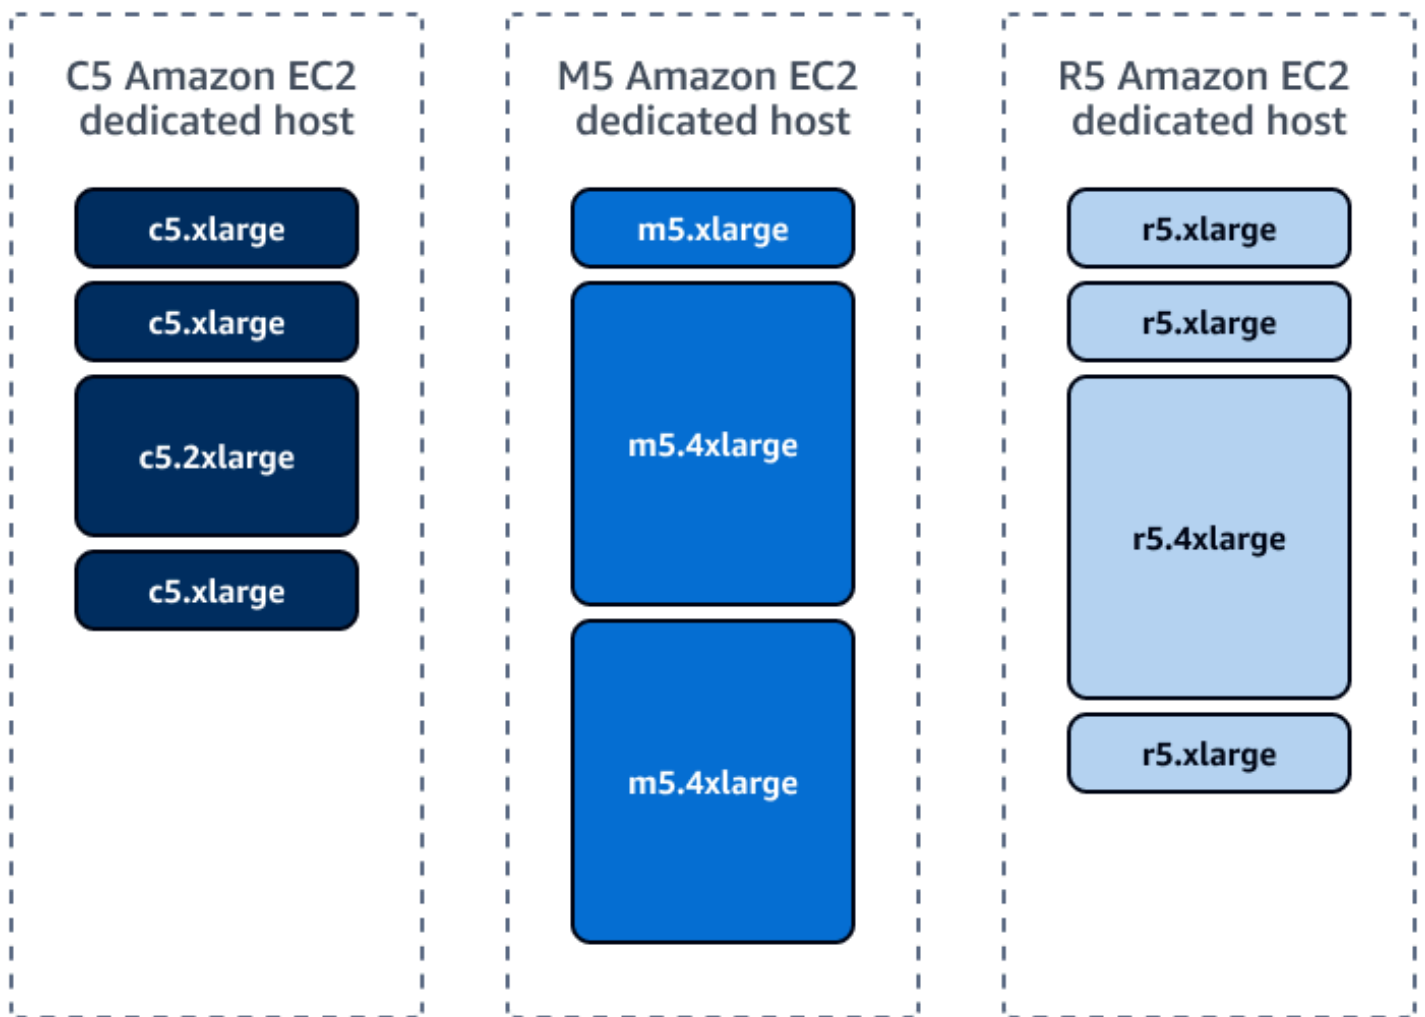 C5 Amazon EC2
dedicated host
c5.xlarge
c5.xlarge
c5.2xlarge
c5.xlarge
M5 Amazon EC2
dedicated host
m5.xlarge
m5.4xlarge
m5.4xlarge
R5 Amazon EC2
dedicated host
r5.xlarge
r5.xlarge
r5.4xlarge
r5.xlarge